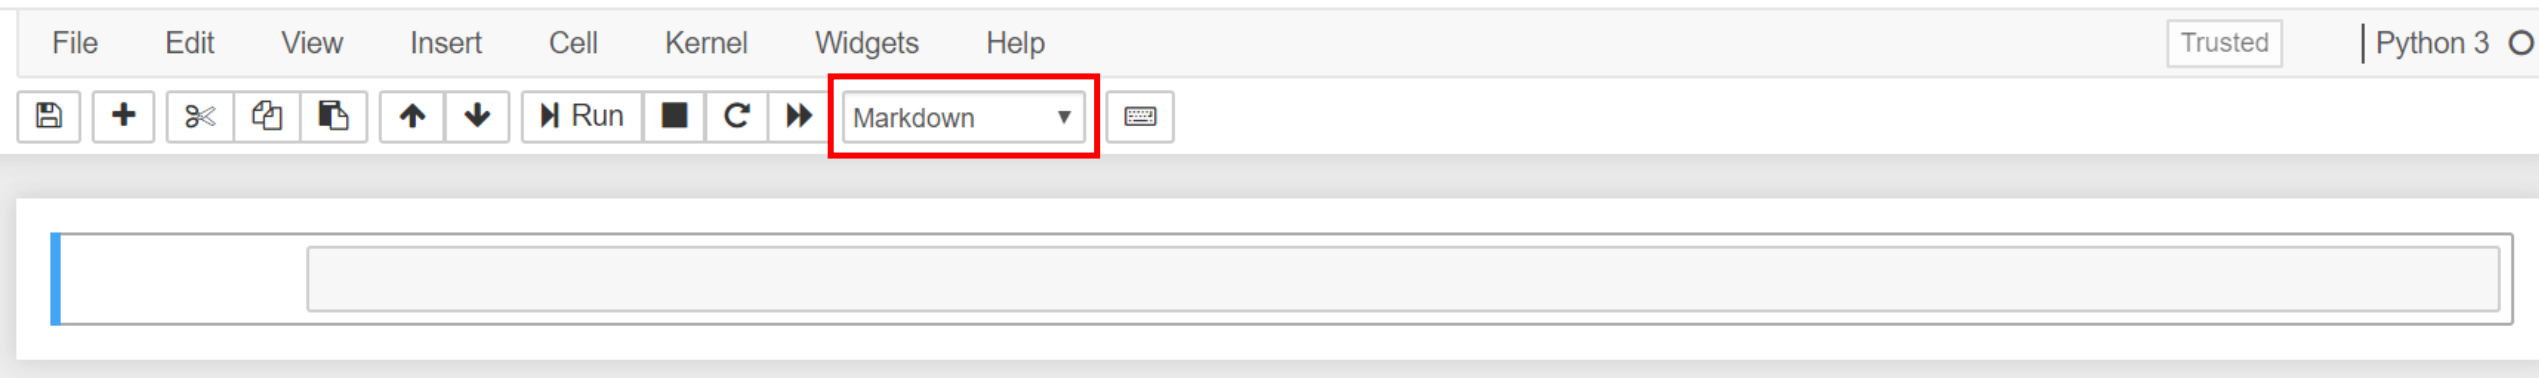 File Edit View Insert Cell Kernel Widgets Help Trusted Python 3
Run Markdown